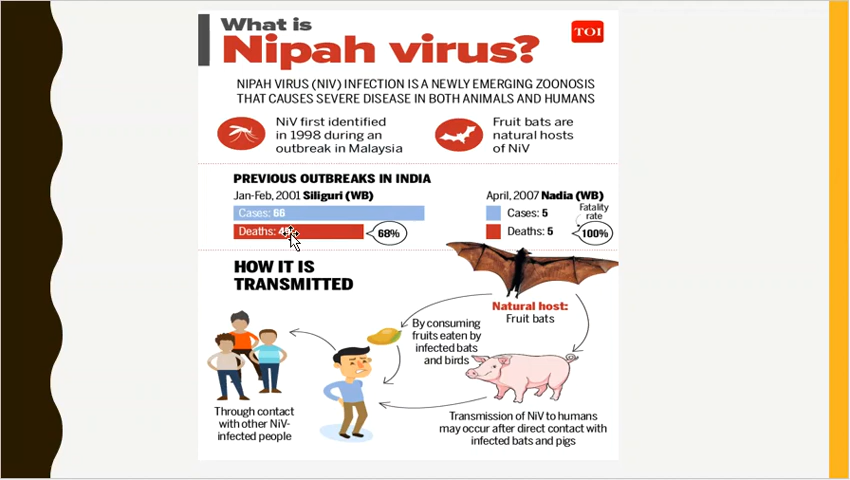 What is
Nipah virus?
TOI
NIPAH VIRUS (NIV) INFECTION IS A NEWLY EMERGING ZOONOSIS
THAT CAUSES SEVERE DISEASE IN BOTH ANIMALS AND HUMANS
NiV first identified
in 1998 during an
outbreak in Malaysia
Fruit bats are
natural hosts
of NiV
PREVIOUS OUTBREAKS IN INDIA
Jan-Feb, 2001 Siliguri (WB)
Cases: 66
Deaths:
68%
April, 2007 Nadia (WB)
Cases: 5
Deaths: 5
Fatality
rate
100%
HOW IT IS
TRANSMITTED
Natural host:
Fruit bats
By consuming
fruits eaten by
infected bats
and birds
Through contact
with other NiV-
infected people
Transmission of NiV to humans
may occur after direct contact with
infected bats and pigs